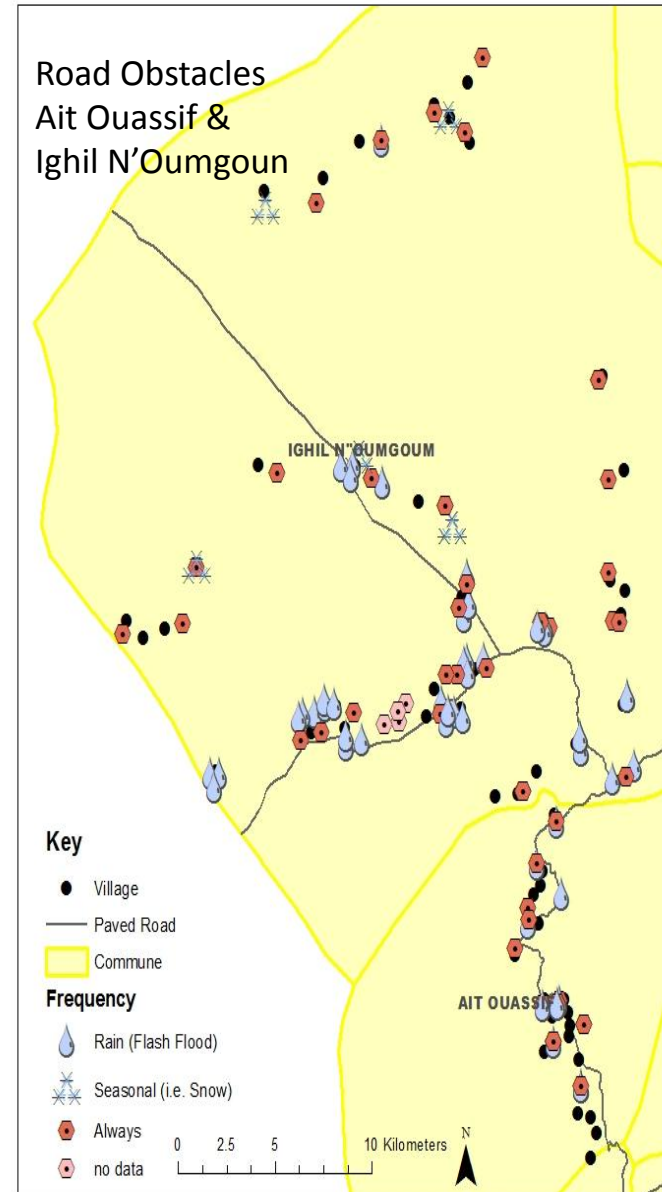 Road Obstacles
Ait Ouassif &
Ighil N’Oumgoun
IGHIL N"OUMGOUM
AIT OUASSIF
Key
Village
Paved Road
Commune
Frequency
Rain (Flash Flood)
Seasonal (i.e. Snow)
Always
no data
0 2.5 5 10 Kilometers
N